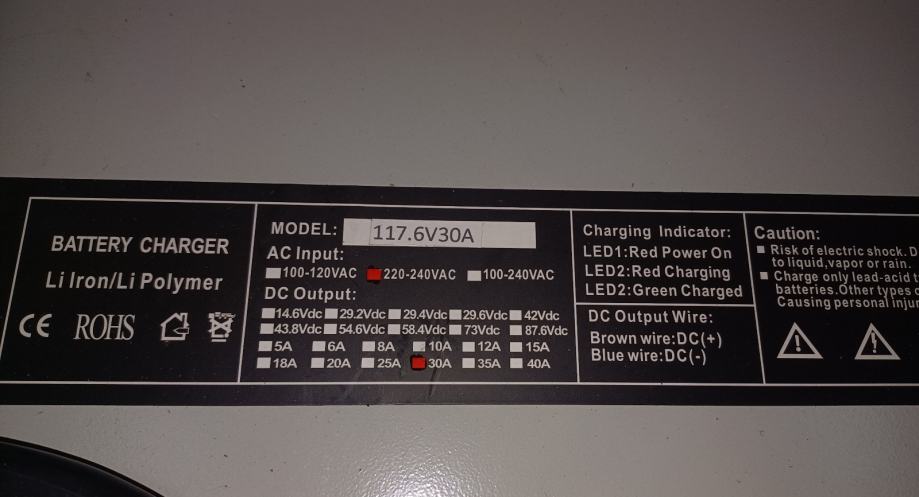 BATTERY CHARGER
Li Iron/Li Polymer
CE ROHS
MODEL: 117.6V30A
AC Input:
100-120VAC 220-240VAC 100-240VAC
DC Output:
14.6Vdc 29.2Vdc 29.4Vdc 29.6Vdc 42Vdc
43.8Vdc 54.6Vdc 58.4Vdc 73Vdc 87.6Vdc
5A 6A 8A 10A 12A 15A
18A 20A 25A 30A 35A 40A
Charging Indicator:
LED1:Red Power On
LED2:Red Charging
LED2:Green Charged
DC Output Wire:
Brown wire:DC(+)
Blue wire:DC(-)
Caution:
Risk of electric shock. D
to liquid,vapor or rain.
Charge only lead-acid
batteries.Other types
Causing personal injur